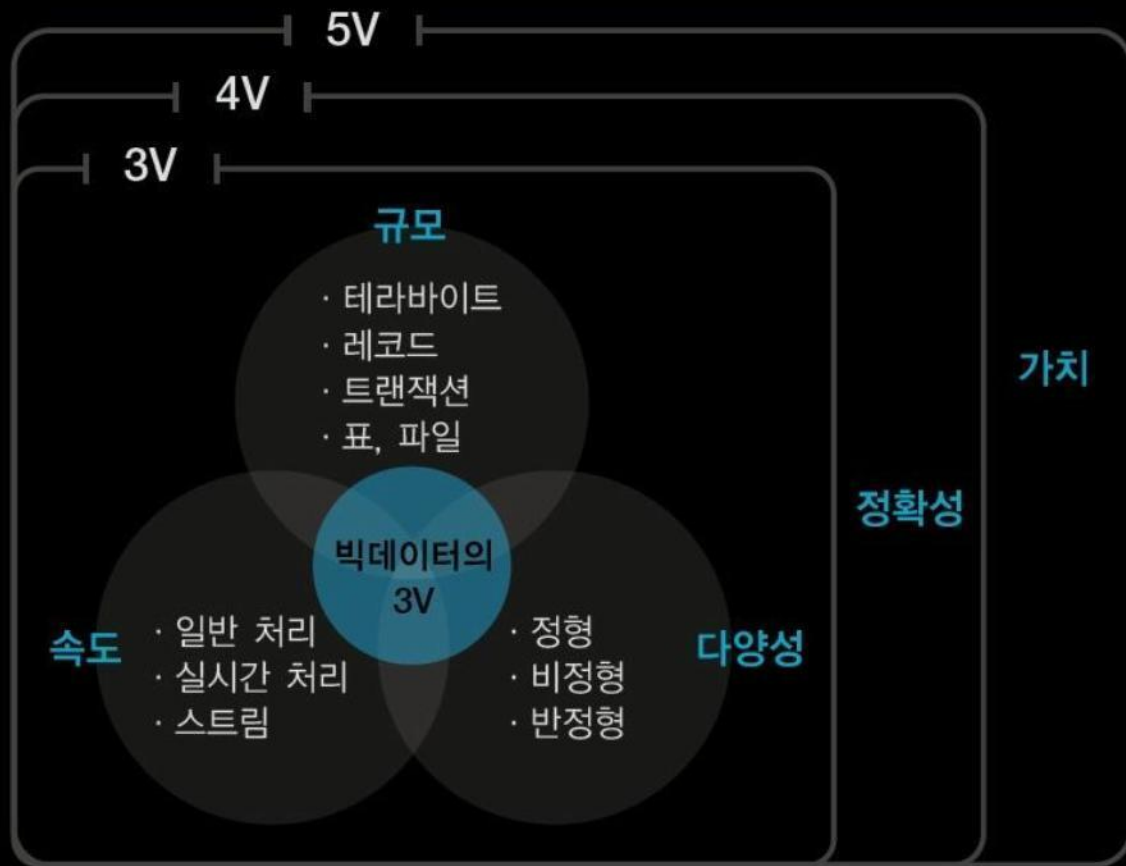 5V
4V
3V
규모
· 테라바이트
· 레코드
· 트랜잭션
· 표, 파일
가치
정확성
빅데이터의
3V
속도
· 일반 처리
· 실시간 처리
· 스트림
· 정형
· 비정형
· 반정형
다양성